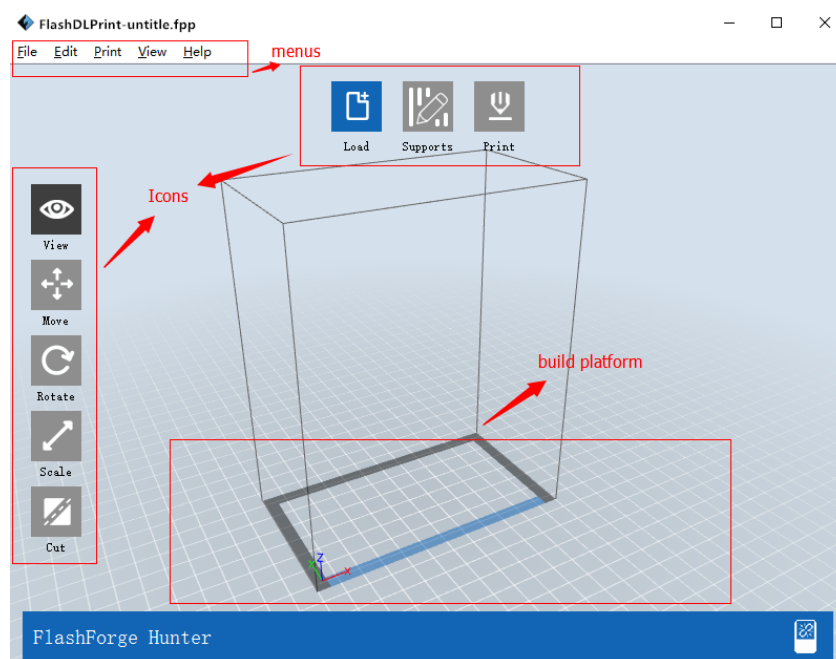 FlashDLPrint-untitle.fpp
File Edit Print View Help
menus
Load Supports Print
Icons
View
Move
Rotate
build platform
Scale
Cut
Z
Y
X
FlashForge Hunter